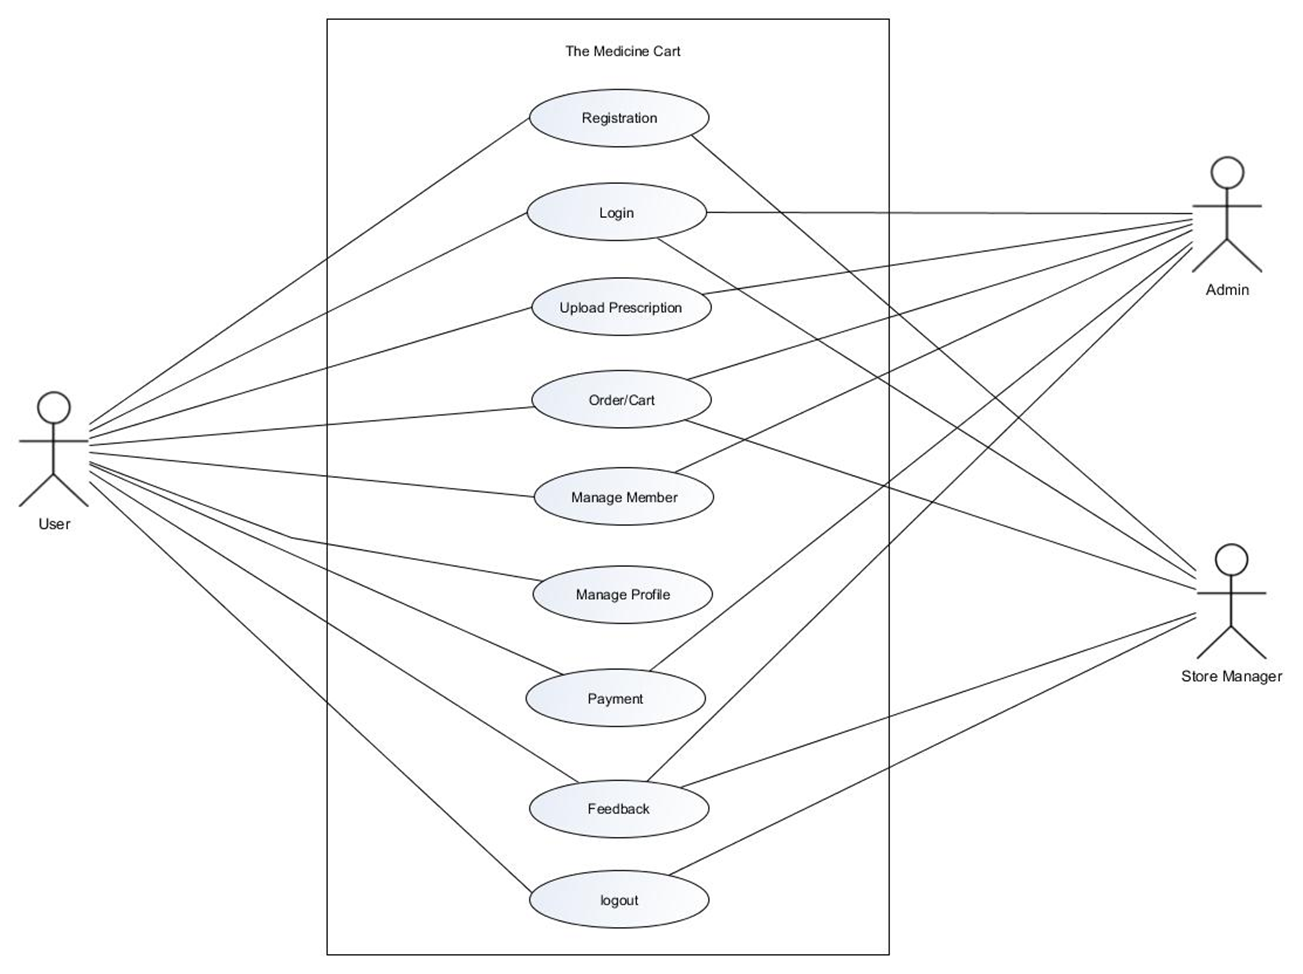 The Medicine Cart
Registration
Login
Admin
Upload Prescription
Order/Cart
User
Manage Member
Manage Profile
Store Manager
Payment
Feedback
logout